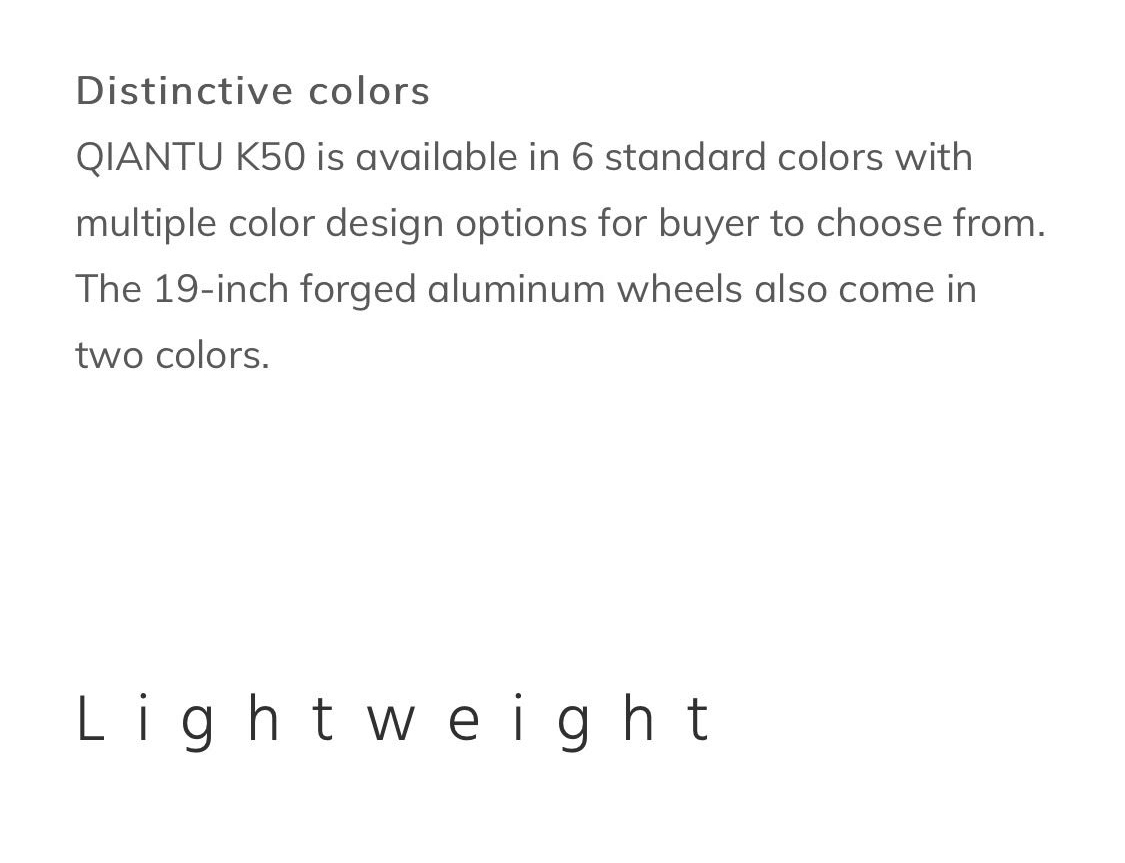 Distinctive colors
QIANTU K50 is available in 6 standard colors with
multiple color design options for buyer to choose from.
The 19-inch forged aluminum wheels also come in
two colors.
Lightweight